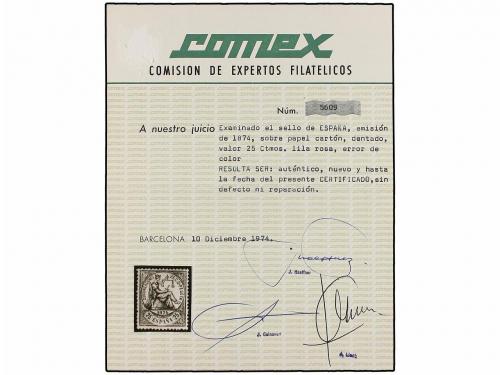 comex
COMISION DE EXPERTOS FILATELICOS
Núm. 5609
A nuestro juicio Examinado el sello de ESPAÑA, emisión
de 1874, sobre papel cartón, dentado,
valor 25 Ctmos. lila rosa, error de
color
RESULTA SER: auténtico, nuevo y hasta
la fecha del presente CERTIFICADO,sin
defecto ni reparación.
BARCELONA 10 Diciembre 1974.